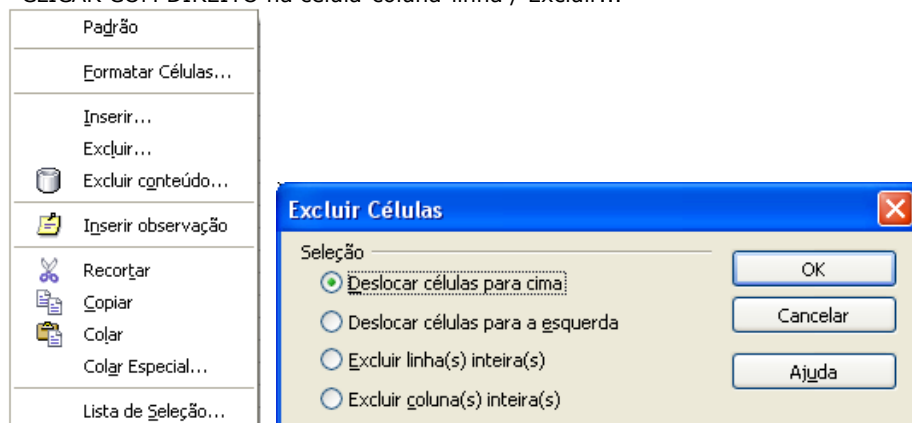 CLICAR COM DIREITO na célula-coluna-linha / Excluir...
Padrão
Formatar Células...
Inserir...
Excluir...
Excluir conteúdo...
Inserir observação
Recortar
Copiar
Colar
Colar Especial...
Lista de Seleção...
Excluir Células
Seleção
Deslocar células para cima
Deslocar células para a esquerda
Excluir linha(s) inteira(s)
Excluir coluna(s) inteira(s)
OK
Cancelar
Ajuda